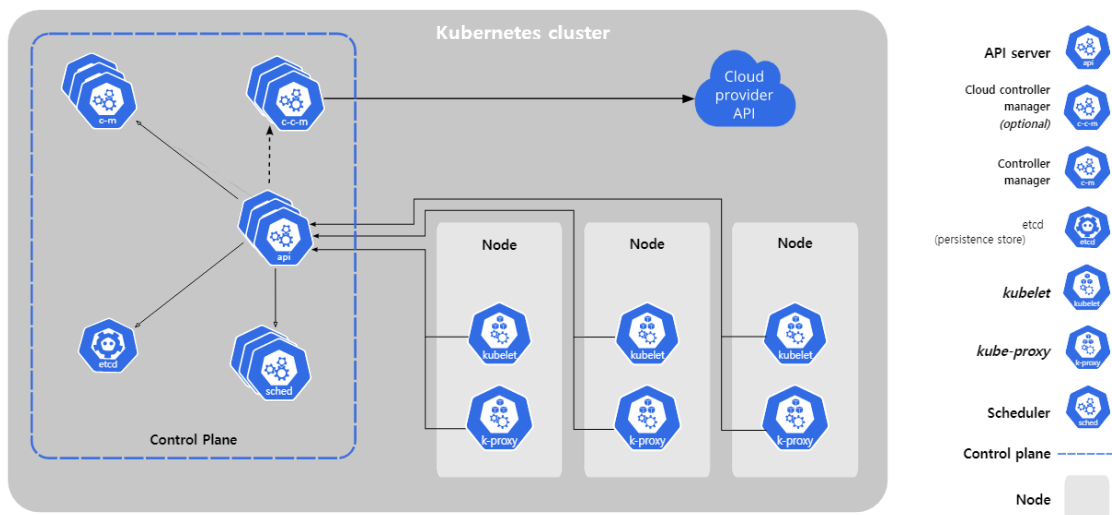 Kubernetes cluster
c-m
c-c-m
Cloud
provider
API
api
Node
Node
Node
etcd
sched
kubelet
kubelet
kubelet
k-proxy
k-proxy
k-proxy
Control Plane
API server
api
Cloud controller
manager
(optional)
c-c-m
Controller
manager
c-m
etcd
(persistence store)
etcd
kubelet
kubelet
kube-proxy
k-proxy
Scheduler
sched
Control plane
Node